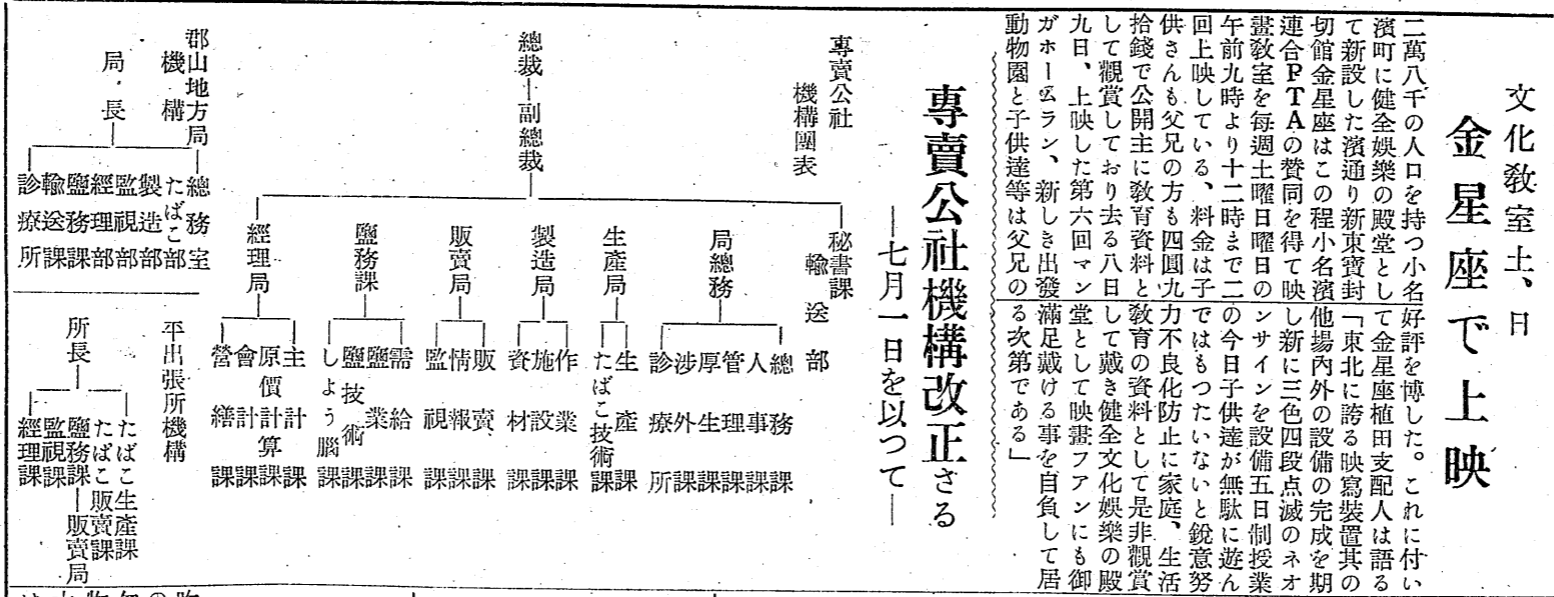 文化教室土、日
金星座で上映
二萬八千の人口を持つ小名
濱町に健全娯樂の殿堂とし
て新設した濱通り新東寶封
切館金星座はこの程小名濱
連合PTAの賛同を得て映
畫教室を毎週土曜日曜日の
午前九時より十二時まで二
回上映している、料金は子
供さんも父兄の方も四圓九
拾錢で公開主に教育資料と
して觀賞しており去る八日
九日、上映した第六回マン
ガホームラン、新しき出發
動物園と子供達等は父兄の
好評を博した。これに付い
て金星座植田支配人は語る
「東北に誇る映寫装置其の
他場内外の設備の完成を期
し新に三色四段点滅のネオ
ンサインを設備五日制授業
の今日子供達が無駄に遊ん
ではもつたいないと鋭意努
力不良化防止に家庭、生活
教育の資料として是非觀賞
して戴き健全文化娯樂の殿
堂として映畫フアンにも御
滿足戴ける事を自負して居
る次第である」
專賣公社機構改正さる
―七月一日を以つて―
專賣公社
機構圖表
總裁―副總裁
秘書課
輸送部
局總務
總務課
人事課
管理課
厚生課
渉外課
診療所
生産局
生産課
たばこ技術課
製造局
作業課
施設課
資材課
販賣局
販賣課
情報課
監視課
鹽務課
需給課
鹽業課
鹽技術課
しよう腦課
經理局
主計課
原價計算課
會計課
營繕課
郡山地方局
機構
局長
總務室
たばこ部
製造部
監視部
經理部
鹽務課
輸送課
診療所
平出張所機構
所長
たばこ生産課
たばこ販賣課
鹽務課―販賣局
監視課
經理課